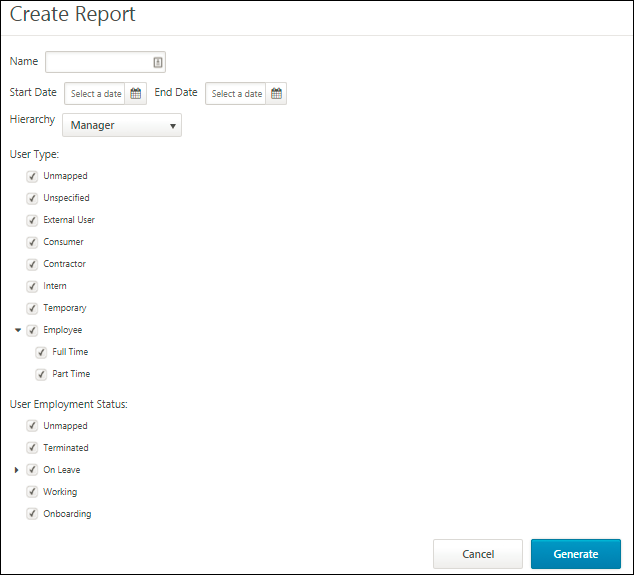 Create Report
Name
Start Date Select a date End Date Select a date
Hierarchy Manager
User Type:
Unmapped
Unspecified
External User
Consumer
Contractor
Intern
Temporary
Employee
Full Time
Part Time
User Employment Status:
Unmapped
Terminated
On Leave
Working
Onboarding
Cancel Generate